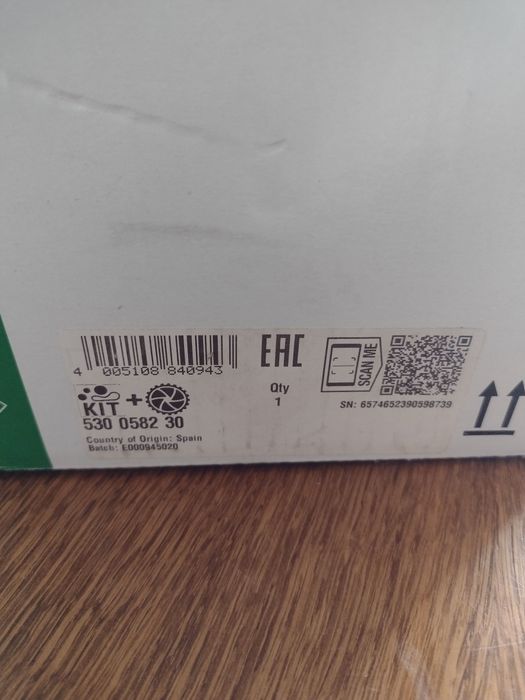 4 005108 840943
EAC
Qty
1
SCAN ME
KIT +
530 0582 30
SN: 6574652390598739
Country of Origin: Spain
Batch: E000945020